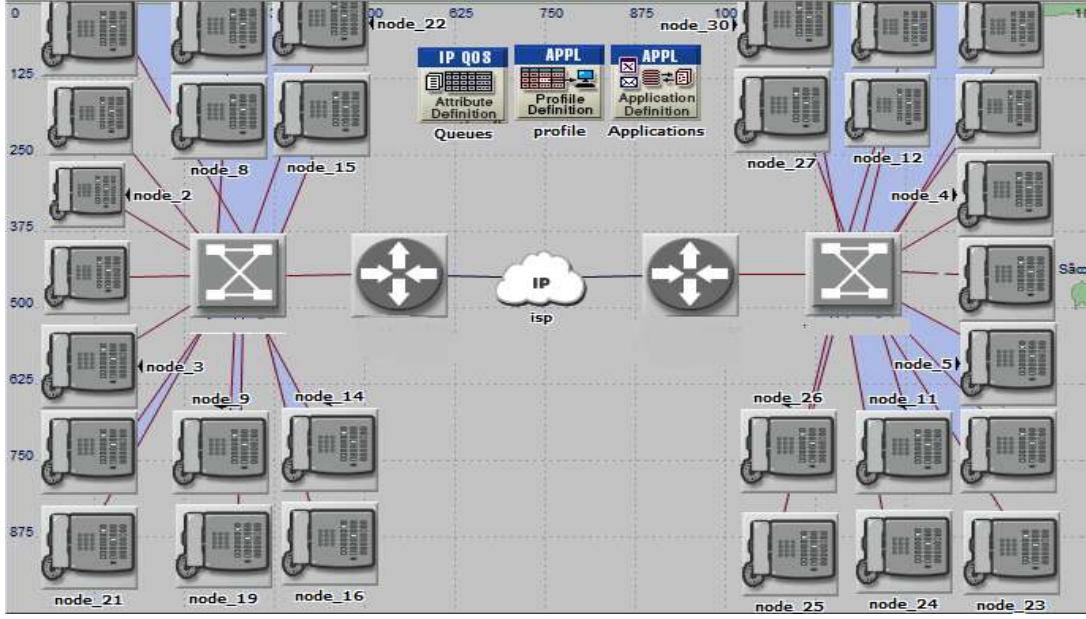 0 625 750 875 100
node_22
node_30
IP QOS
Attribute
Definition
Queues
APPL
Profile
Definition
profile
APPL
Application
Definition
Applications
125
250
node_8
node_15
node_27
node_12
node_2
node_4
375
IP
isp
São
500
node_3
node_5
625
node_9
node_14
node_26
node_11
750
875
node_21
node_19
node_16
node_25
node_24
node_23